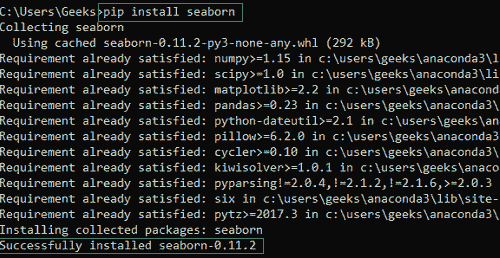 C:\Users\Geeks>pip install seaborn
Collecting seaborn
  Using cached seaborn-0.11.2-py3-none-any.whl (292 kB)
Requirement already satisfied: numpy>=1.15 in c:\users\geeks\anaconda3\l
Requirement already satisfied: scipy>=1.0 in c:\users\geeks\anaconda3\li
Requirement already satisfied: matplotlib>=2.2 in c:\users\geeks\anacond
Requirement already satisfied: pandas>=0.23 in c:\users\geeks\anaconda3\
Requirement already satisfied: python-dateutil>=2.1 in c:\users\geeks\an
Requirement already satisfied: pillow>=6.2.0 in c:\users\geeks\anaconda3
Requirement already satisfied: cycler>=0.10 in c:\users\geeks\anaconda3\
Requirement already satisfied: kiwisolver>=1.0.1 in c:\users\geeks\anaco
Requirement already satisfied: pyparsing!=2.0.4,!=2.1.2,!=2.1.6,>=2.0.3
Requirement already satisfied: six in c:\users\geeks\anaconda3\lib\site-
Requirement already satisfied: pytz>=2017.3 in c:\users\geeks\anaconda3\
Installing collected packages: seaborn
Successfully installed seaborn-0.11.2